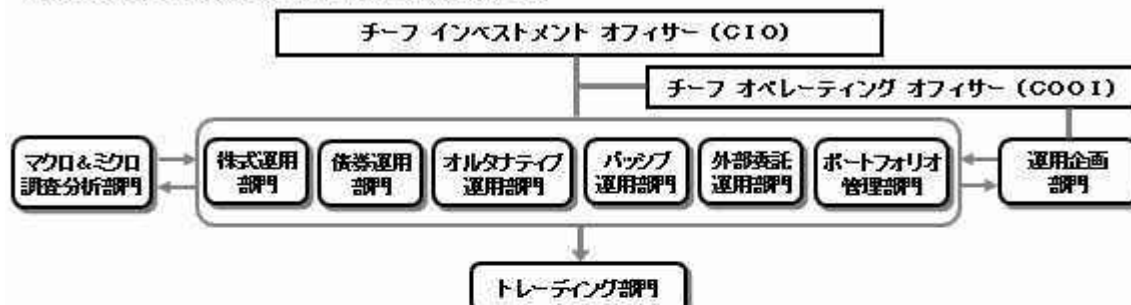 チーフ インベストメント オフィサー (CIO)
チーフ オペレーティング オフィサー (COOI)
マクロ&ミクロ
調査分析部門
株式運用
部門
債券運用
部門
オルタナティブ
運用部門
パッシブ
運用部門
外部委託
運用部門
ポートフォリオ
管理部門
運用企画
部門
トレーディング部門